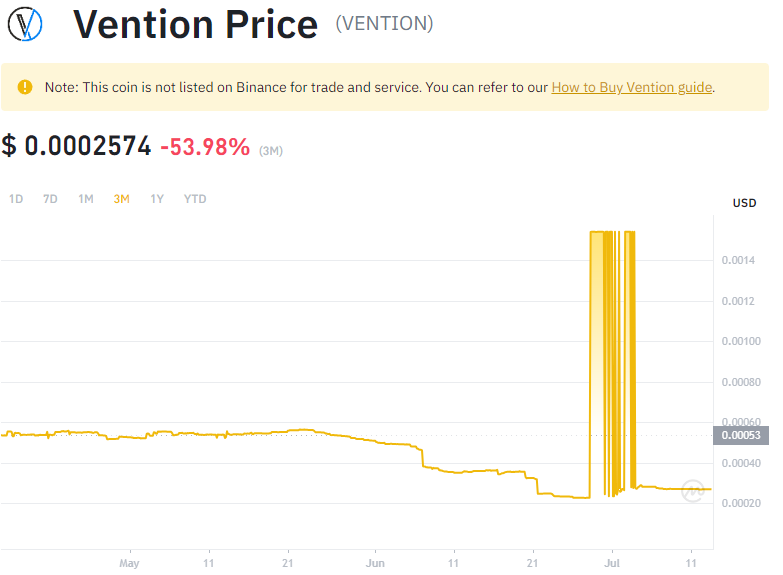 Vention Price (VENTION)
Note: This coin is not listed on Binance for trade and service. You can refer to our How to Buy Vention guide.
$ 0.0002574 -53.98% (3M)
1D 7D 1M 3M 1Y YTD
USD
0.0014
0.0012
0.00100
0.00080
0.00060
0.00053
0.00040
0.00020
May 11 21 Jun 11 21 Jul 11